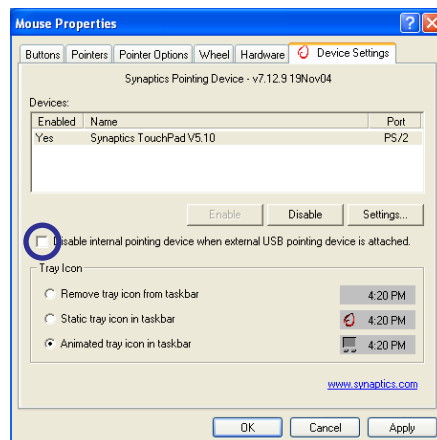 Mouse Properties
Buttons Pointers Pointer Options Wheel Hardware Device Settings
Synaptics Pointing Device - v7.12.9 19Nov04
Devices:
Enabled Name Port
Yes Synaptics TouchPad V5.10 PS/2
Enable Disable Settings...
Disable internal pointing device when external USB pointing device is attached.
Tray Icon
Remove tray icon from taskbar 4:20 PM
Static tray icon in taskbar 4:20 PM
Animated tray icon in taskbar 4:20 PM
www.synaptics.com
OK Cancel Apply